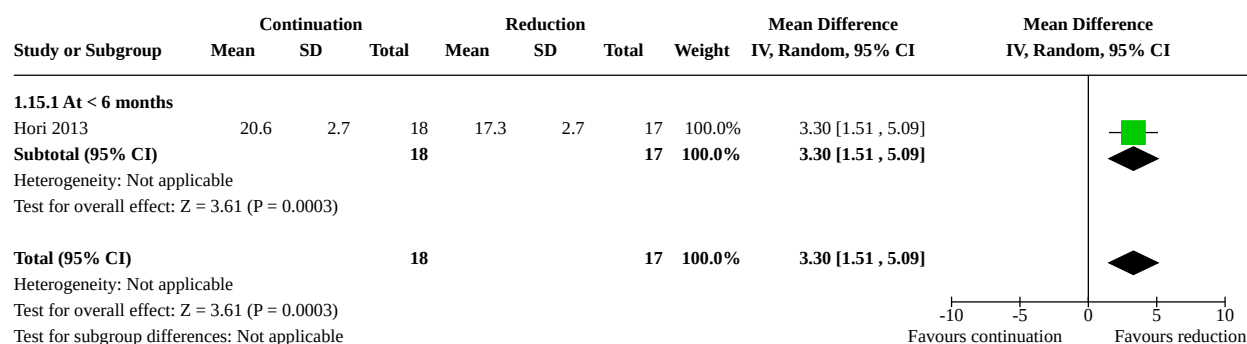 Continuation Reduction Mean Difference Mean Difference
Study or Subgroup Mean SD Total Mean SD Total Weight IV, Random, 95% CI IV, Random, 95% CI
1.15.1 At < 6 months
Hori 2013 20.6 2.7 18 17.3 2.7 17 100.0% 3.30 [1.51 , 5.09]
Subtotal (95% CI) 18 17 100.0% 3.30 [1.51 , 5.09]
Heterogeneity: Not applicable
Test for overall effect: Z = 3.61 (P = 0.0003)
Total (95% CI) 18 17 100.0% 3.30 [1.51 , 5.09]
Heterogeneity: Not applicable
Test for overall effect: Z = 3.61 (P = 0.0003)
-10 -5 0 5 10
Test for subgroup differences: Not applicable Favours continuation Favours reduction